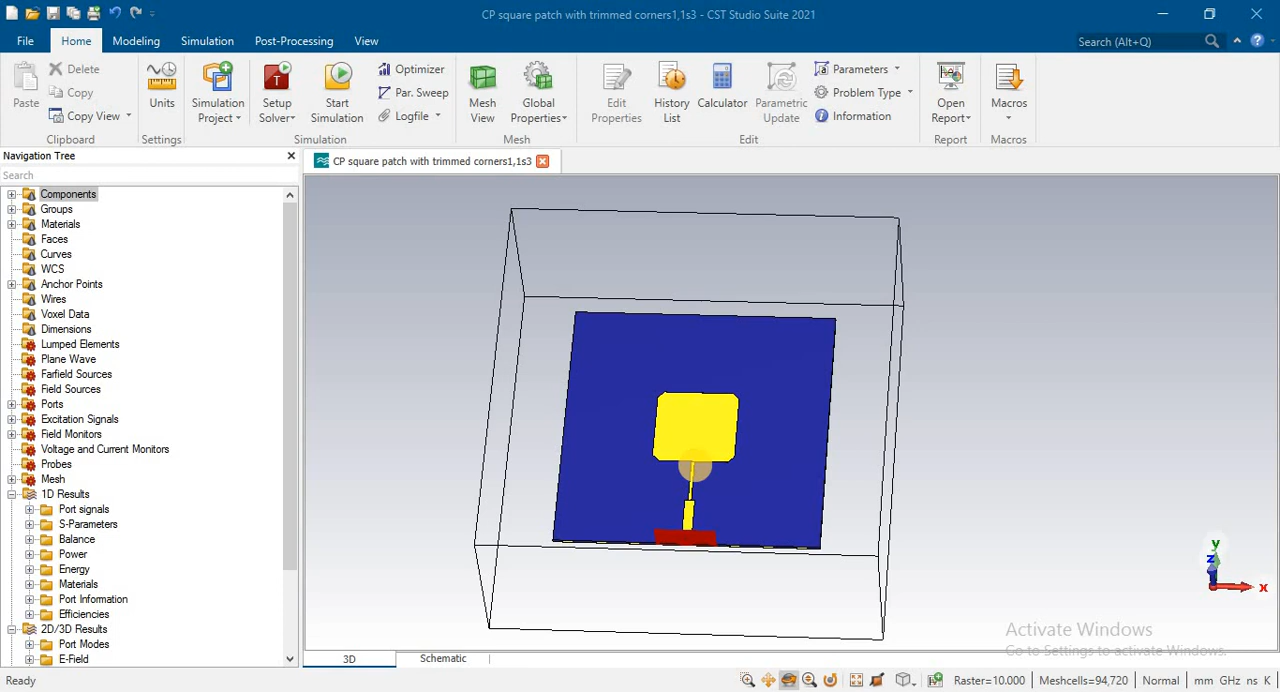 CP square patch with trimmed corners1,1s3 - CST Studio Suite 2021
File Home Modeling Simulation Post-Processing View Search (Alt+Q)
Paste Delete Copy Copy View
Clipboard
Units
Settings
Simulation Project Setup Solver Start Simulation Optimizer Par. Sweep Logfile
Simulation
Mesh View Global Properties
Mesh
Edit Properties History List Calculator Parametric Update Parameters Problem Type Information
Edit
Open Report
Report
Macros
Macros
Navigation Tree
CP square patch with trimmed corners1,1s3
Search
Components
Groups
Materials
Faces
Curves
WCS
Anchor Points
Wires
Voxel Data
Dimensions
Lumped Elements
Plane Wave
Farfield Sources
Field Sources
Ports
Excitation Signals
Field Monitors
Voltage and Current Monitors
Probes
Mesh
1D Results
Port signals
S-Parameters
Balance
Power
Energy
Materials
Port Information
Efficiencies
2D/3D Results
Port Modes
E-Field
y
z
x
Activate Windows
Go to Settings to activate Windows.
3D Schematic
Ready Raster=10.000 Meshcells=94,720 Normal mm GHz ns K